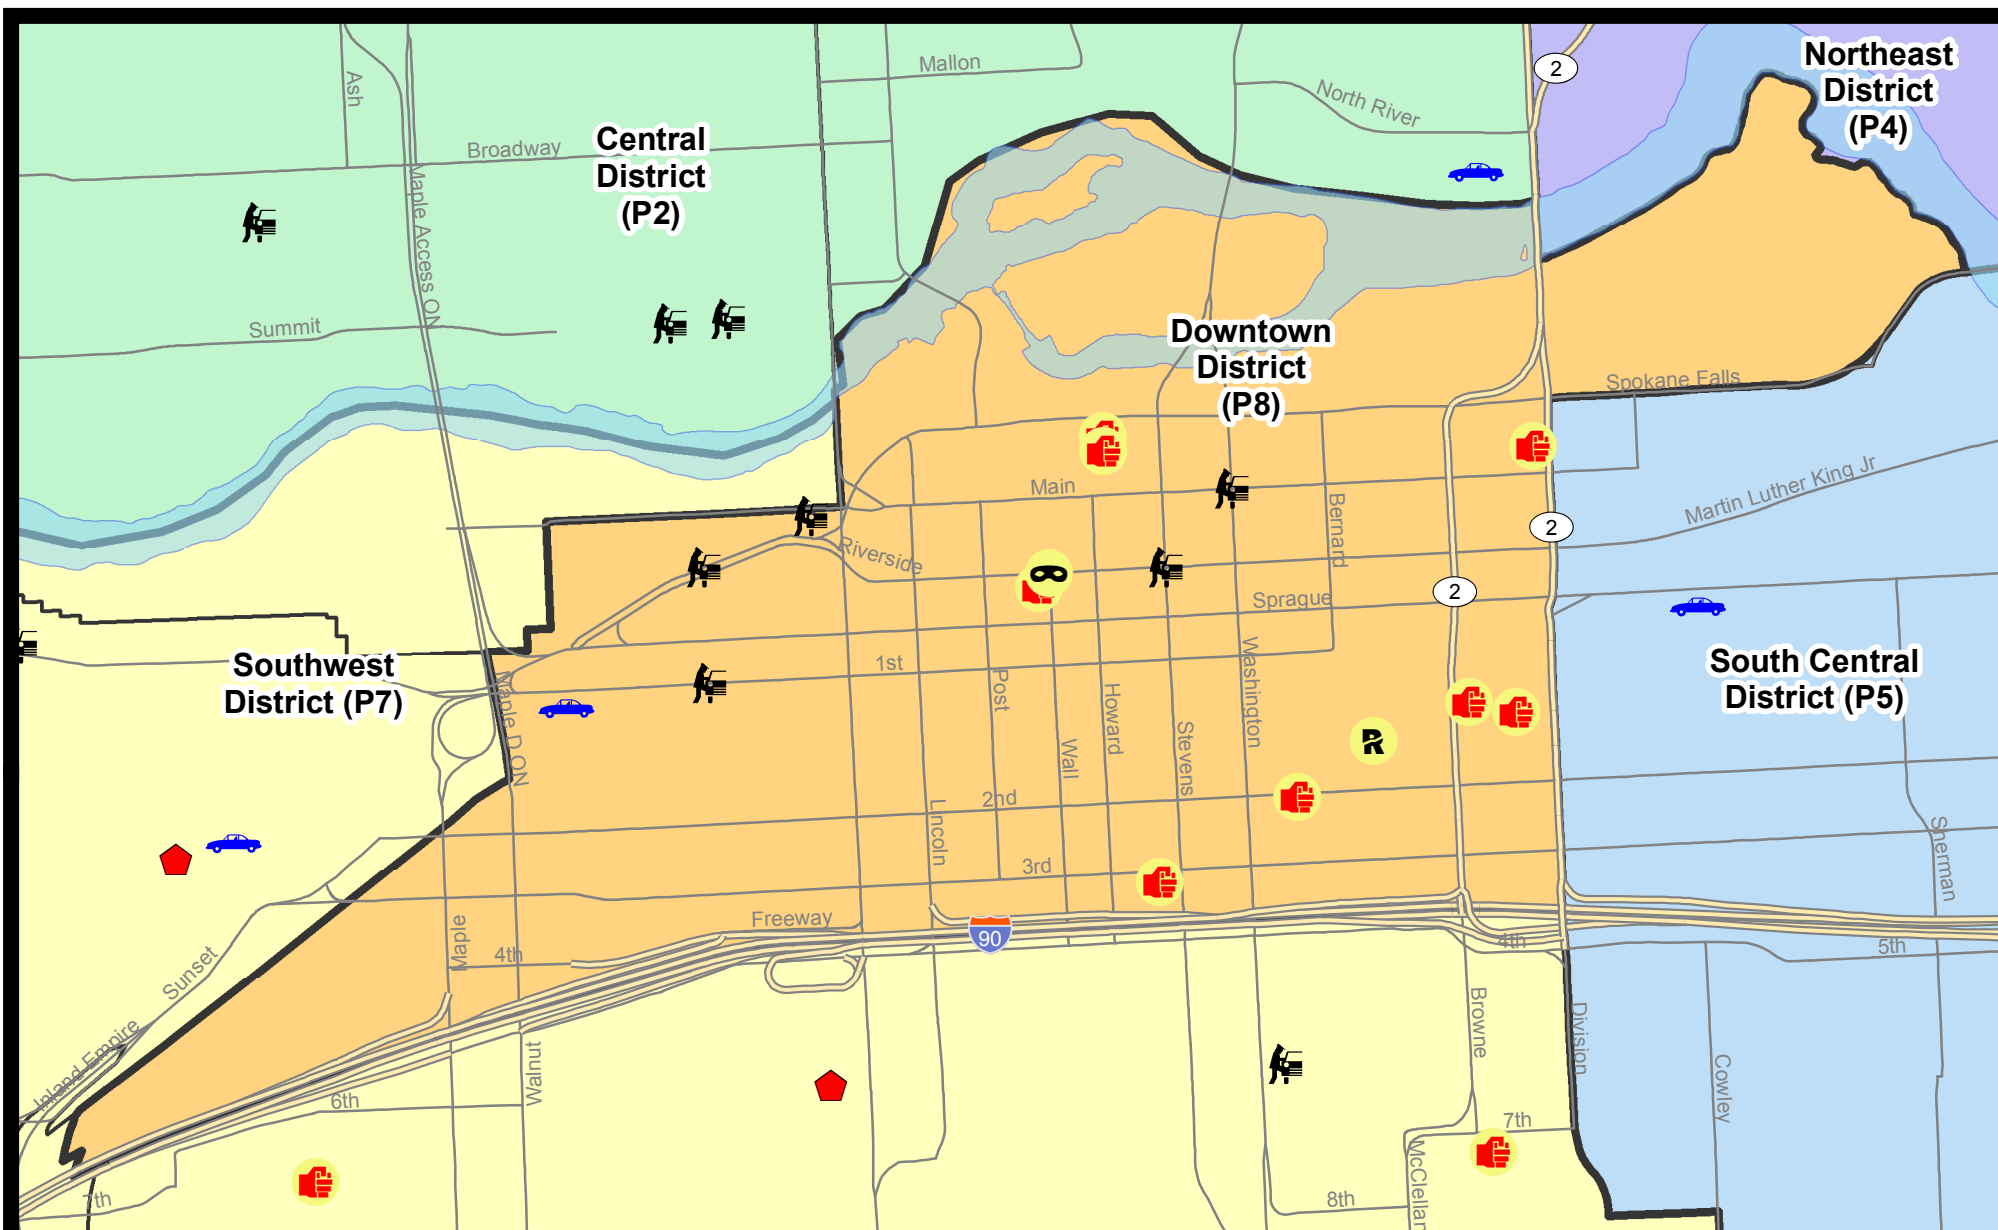 Northeast
District
(P4)
2
Mallon
Ash
North River
Central
District
(P2)
Broadway
Maple Access ON
Summit
Downtown
District
(P8)
Spokane Falls
Main
Bernard
Martin Luther King Jr
2
Riverside
2
Sprague
Southwest
District (P7)
1st
Washington
South Central
District (P5)
Maple D ON
Post
Howard
Stevens
Wall
2nd
Lincoln
Sherman
3rd
Freeway
90
Maple
4th
4th
5th
Sunset
Inland Empire
Browne
Division
Walnut
Cowley
6th
7th
McClellan
7th
8th